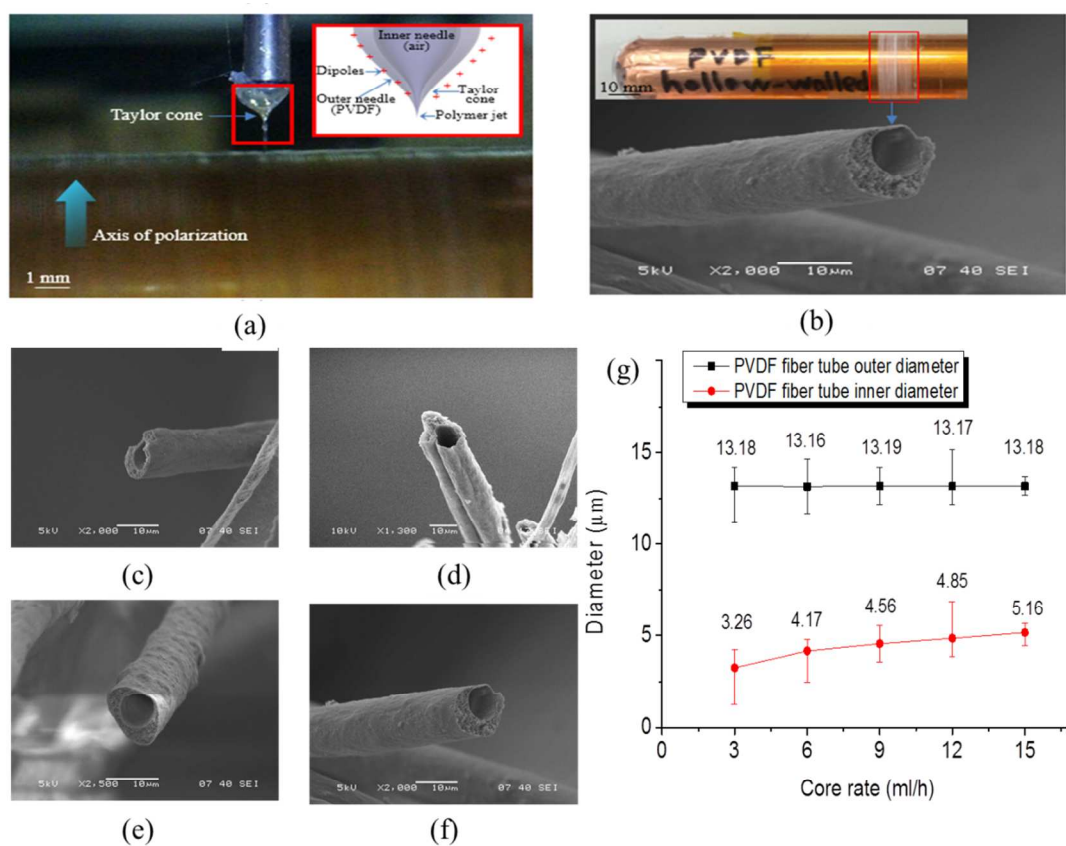 Inner needle
(air)
Dipoles
Outer needle
(PVDF)
Taylor
cone
Polymer jet
Taylor cone
Axis of polarization
1 mm
(a)
PVDF
hollow-walled
10 mm
5kV X2,000 10μm 07 40 SEI
(b)
5kV X2,000 10μm 07 40 SEI
(c)
10kV X1,300 10μm 40 SEI
(d)
5kV X2,500 10μm 07 40 SEI
(e)
5kV X2,000 10μm 07 40 SEI
(f)
(g)
PVDF fiber tube outer diameter
PVDF fiber tube inner diameter
13.18 13.16 13.19 13.17 13.18
3.26 4.17 4.56 4.85 5.16
Diameter (μm)
15
10
5
0
0 3 6 9 12 15
Core rate (ml/h)